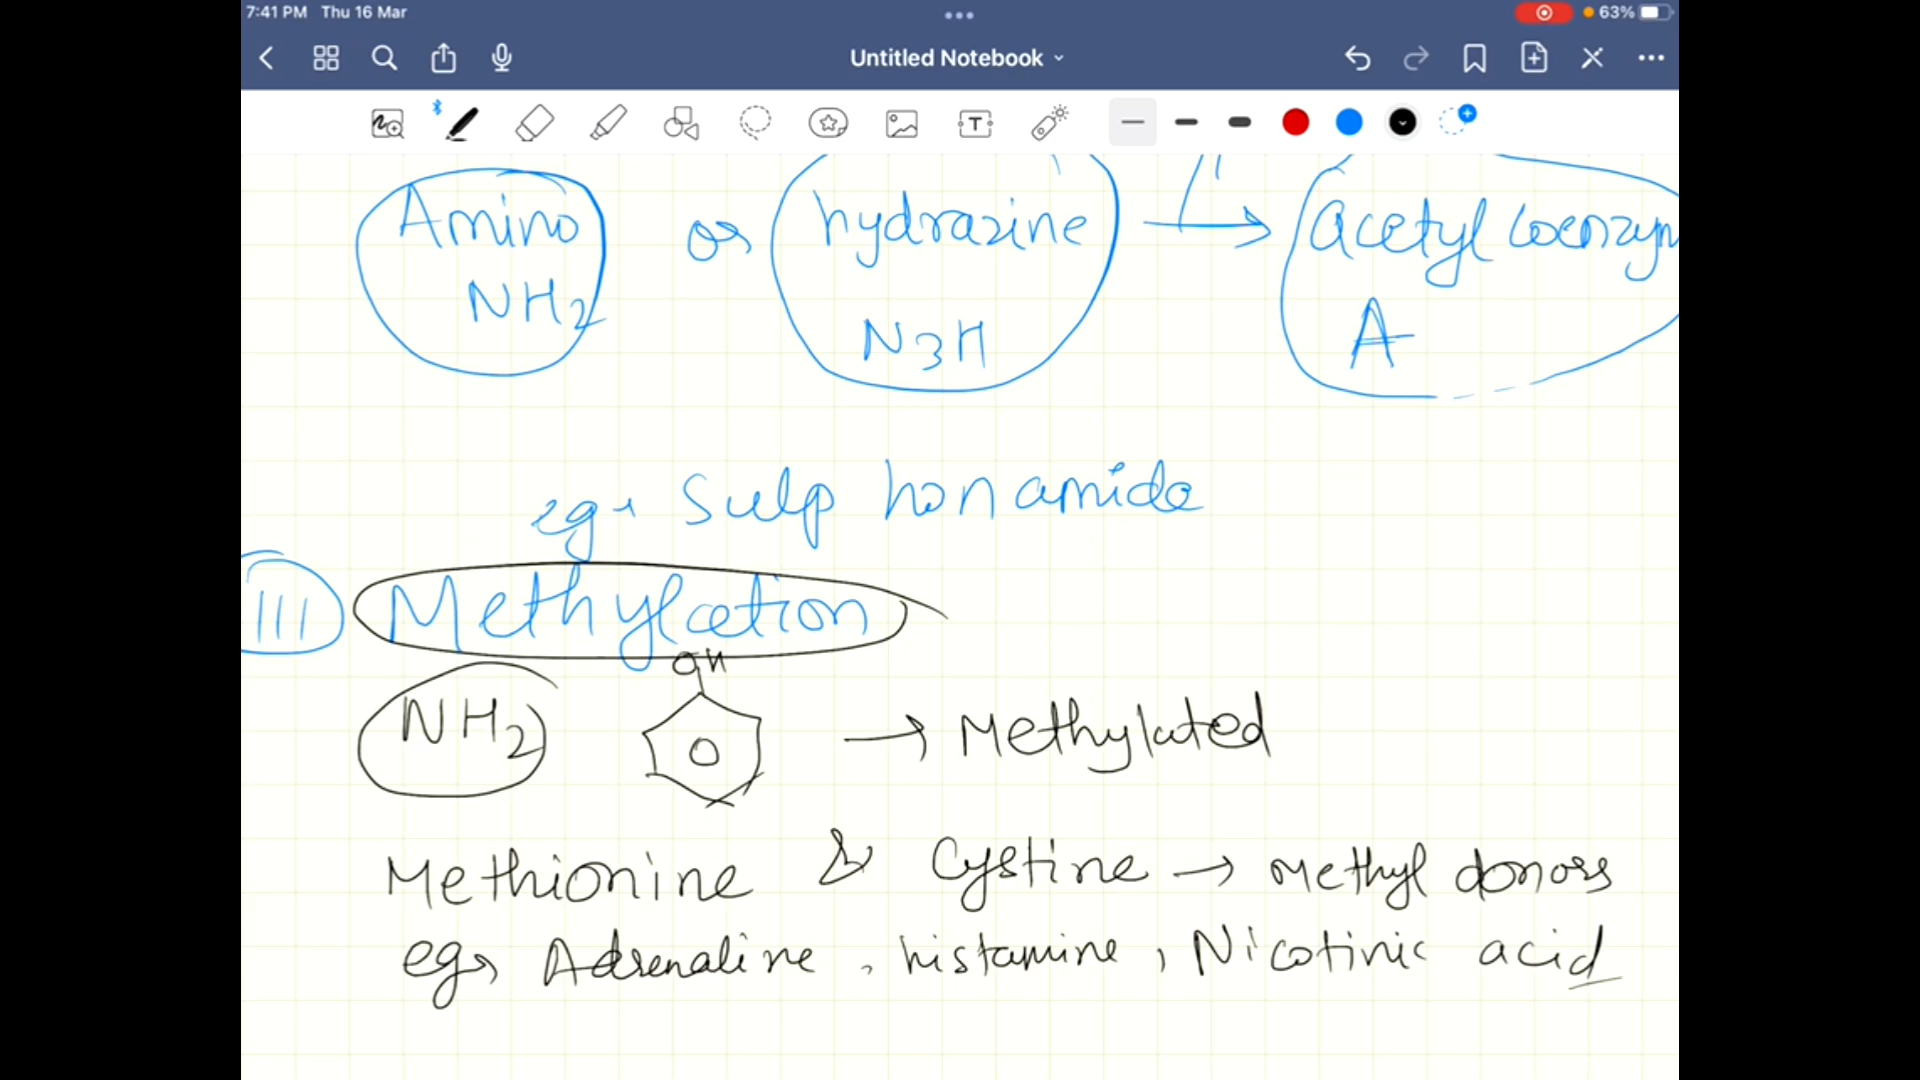 7:41 PM Thu 16 Mar
63%
Untitled Notebook
T
Amino or hydrazine → acetyl coenzym
NH2 N3H A
eg. Sulphonamide
III Methylation
OH
NH2 → Methylated
Methionine & Cystine → Methyl donors
eg, Adrenaline, histamine, Nicotinic acid